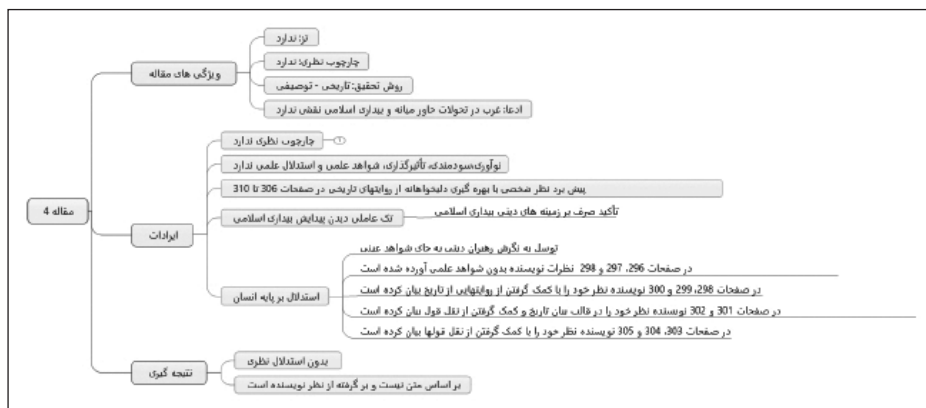 مقاله 4
ویژگی های مقاله
تز: ندارد
چارچوب نظری: ندارد
روش تحقیق: تاریخی - توصیفی
ادعا: غرب در تحولات خاور میانه و بیداری اسلامی نقشی ندارد
ایرادات
چارچوب نظری ندارد
1
نوآوری،سودمندی، تأثیرگذاری، شواهد علمی و استدلال علمی ندارد
پیش برد نظر شخصی با بهره گیری دلبخواهانه از روایتهای تاریخی در صفحات 306 تا 310
تک عاملی دیدن پیدایش بیداری اسلامی
تأکید صرف بر زمینه های دینی بیداری اسلامی
استدلال بر پایه انسان
توسل به نگرش رهبران دینی به جای شواهد عینی
در صفحات 296، 297 و 298 نظرات نویسنده بدون شواهد علمی آورده شده است
در صفحات 298، 299 و 300 نویسنده نظر خود را با کمک گرفتن از روایتهایی از تاریخ بیان کرده است
در صفحات 301 و 302 نویسنده نظر خود را در قالب بیان تاریخ و کمک گرفتن از نقل قول بیان کرده است
در صفحات 303، 304 و 305 نویسنده نظر خود را با کمک گرفتن از نقل قولها بیان کرده است
نتیجه گیری
بدون استدلال نظری
بر اساس متن نیست و بر گرفته از نظر نویسنده است